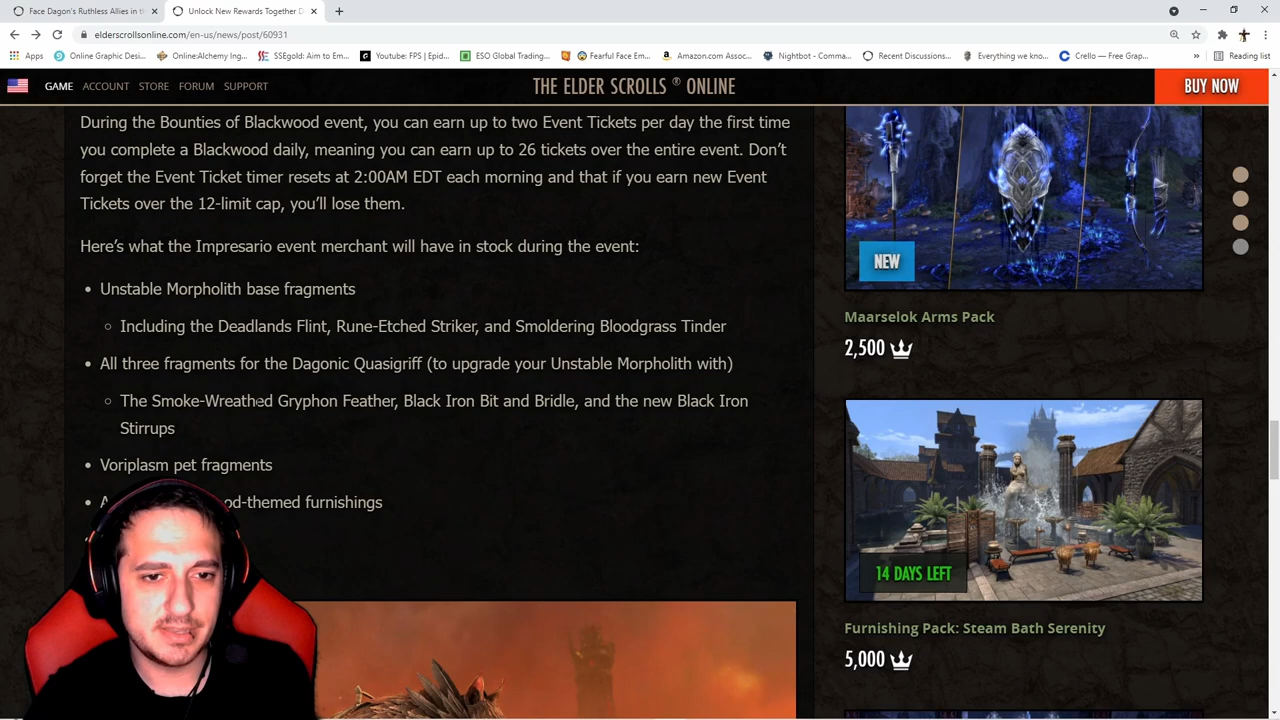 Face Dagon's Ruthless Allies in th
Unlock New Rewards Together D
elderscrollsonline.com/en-us/news/post/60931
Apps
Online Graphic Desi...
OnlineAlchemy Ing...
SSEgold: Aim to Em...
Youtube: FPS | Epid...
ESO Global Trading...
Fearful Face Em...
Amazon.com Assoc...
Nightbot - Comma...
Recent Discussions...
Everything we kno...
Crello — Free Grap...
»
Reading list
GAME
ACCOUNT
STORE
FORUM
SUPPORT
THE ELDER SCROLLS ® ONLINE
BUY NOW
During the Bounties of Blackwood event, you can earn up to two Event Tickets per day the first time
you complete a Blackwood daily, meaning you can earn up to 26 tickets over the entire event. Don't
forget the Event Ticket timer resets at 2:00AM EDT each morning and that if you earn new Event
Tickets over the 12-limit cap, you'll lose them.
Here's what the Impresario event merchant will have in stock during the event:
Unstable Morpholith base fragments
Including the Deadlands Flint, Rune-Etched Striker, and Smoldering Bloodgrass Tinder
All three fragments for the Dagonic Quasigriff (to upgrade your Unstable Morpholith with)
The Smoke-Wreathed Gryphon Feather, Black Iron Bit and Bridle, and the new Black Iron
Stirrups
Voriplasm pet fragments
od-themed furnishings
NEW
Maarselok Arms Pack
2,500
14 DAYS LEFT
Furnishing Pack: Steam Bath Serenity
5,000